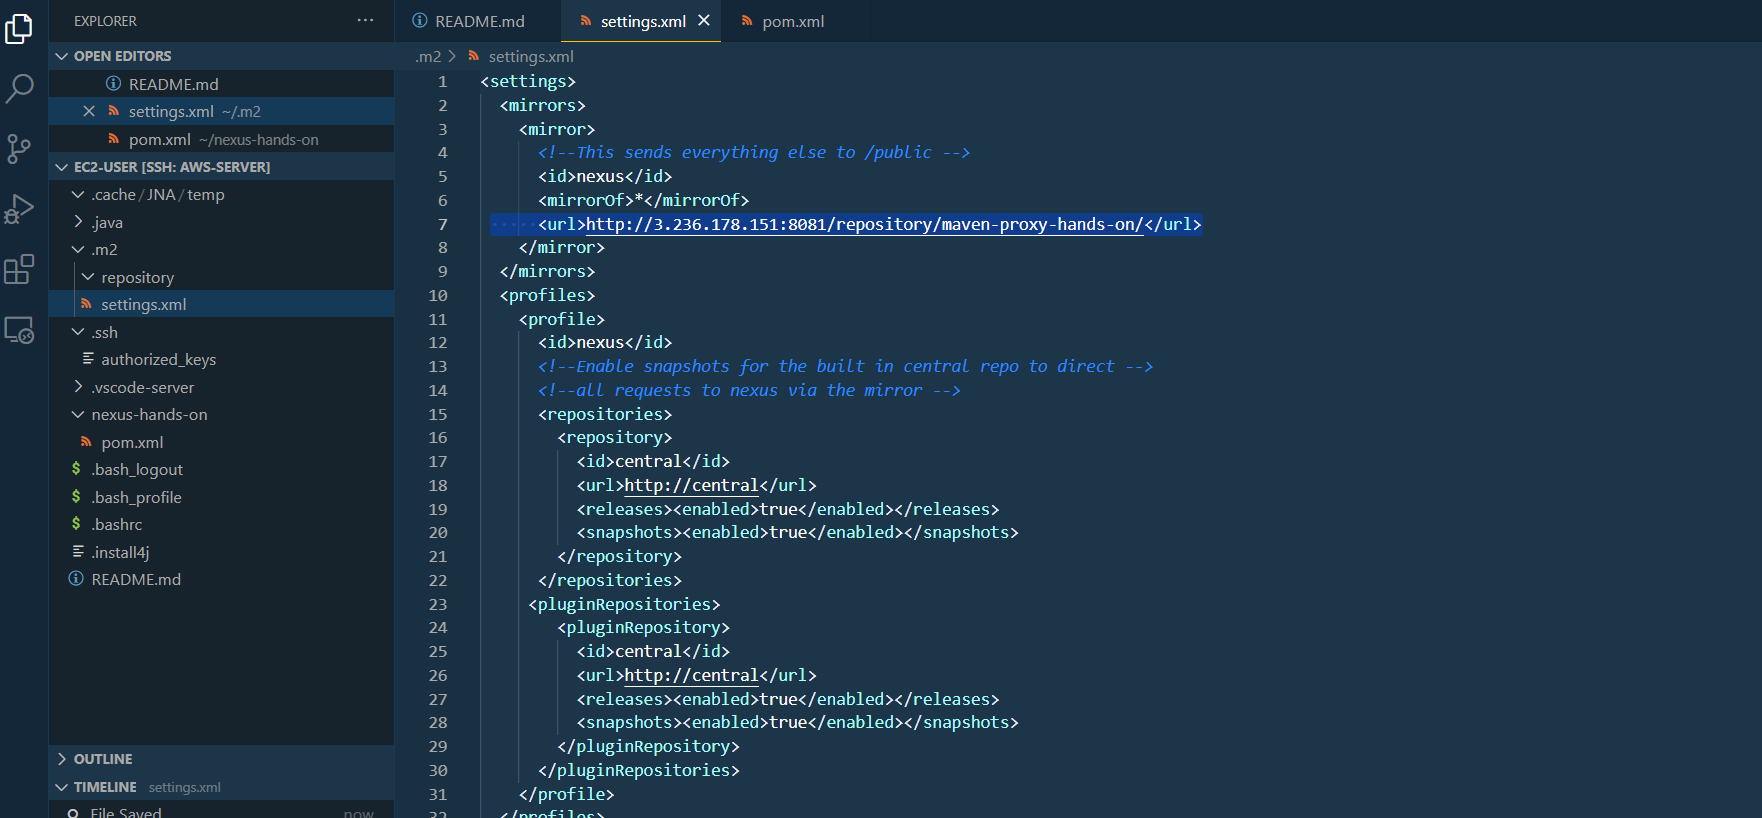 EXPLORER
···
OPEN EDITORS
README.md
settings.xml ~/.m2
pom.xml ~/nexus-hands-on
EC2-USER [SSH: AWS-SERVER]
.cache / JNA / temp
.java
.m2
repository
settings.xml
.ssh
authorized_keys
.vscode-server
nexus-hands-on
pom.xml
.bash_logout
.bash_profile
.bashrc
.install4j
README.md
OUTLINE
TIMELINE settings.xml
File Saved now
README.md settings.xml pom.xml
.m2 > settings.xml
1 <settings>
2 <mirrors>
3 <mirror>
4 <!--This sends everything else to /public -->
5 <id>nexus</id>
6 <mirrorOf>*</mirrorOf>
7 <url>http://3.236.178.151:8081/repository/maven-proxy-hands-on/</url>
8 </mirror>
9 </mirrors>
10 <profiles>
11 <profile>
12 <id>nexus</id>
13 <!--Enable snapshots for the built in central repo to direct -->
14 <!--all requests to nexus via the mirror -->
15 <repositories>
16 <repository>
17 <id>central</id>
18 <url>http://central</url>
19 <releases><enabled>true</enabled></releases>
20 <snapshots><enabled>true</enabled></snapshots>
21 </repository>
22 </repositories>
23 <pluginRepositories>
24 <pluginRepository>
25 <id>central</id>
26 <url>http://central</url>
27 <releases><enabled>true</enabled></releases>
28 <snapshots><enabled>true</enabled></snapshots>
29 </pluginRepository>
30 </pluginRepositories>
31 </profile>
32 </profiles>